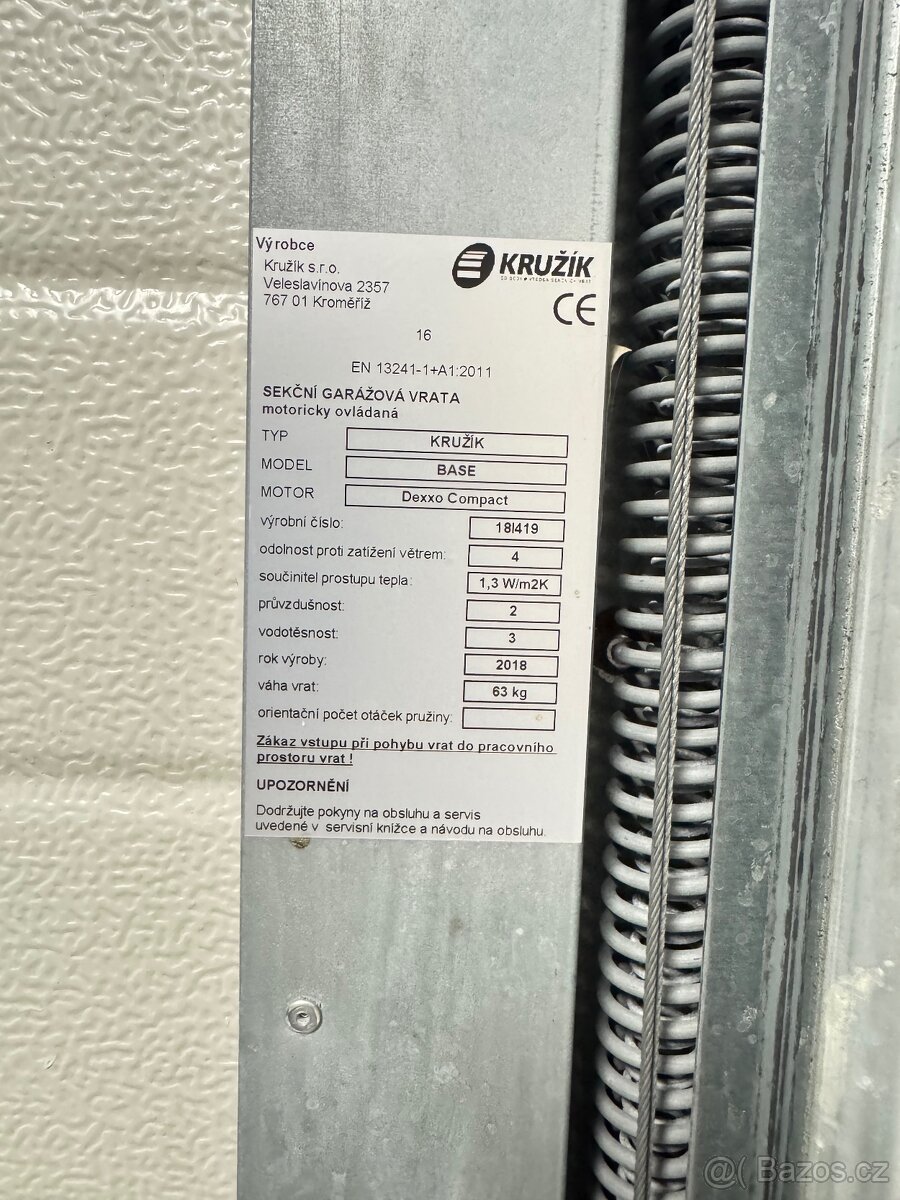 Výrobce
Kružík s.r.o.
Veleslavínova 2357
767 01 Kroměříž
KRUŽÍK
CE
16
EN 13241-1+A1:2011
SEKČNÍ GARÁŽOVÁ VRATA
motoricky ovládaná
TYP KRUŽÍK
MODEL BASE
MOTOR Dexxo Compact
výrobní číslo: 18I419
odolnost proti zatížení větrem: 4
součinitel prostupu tepla: 1,3 W/m2K
průvzdušnost: 2
vodotěsnost: 3
rok výroby: 2018
váha vrat: 63 kg
orientační počet otáček pružiny:
Zákaz vstupu při pohybu vrat do pracovního
prostoru vrat !
UPOZORNĚNÍ
Dodržujte pokyny na obsluhu a servis
uvedené v servisní knížce a návodu na obsluhu.
@( Bazos.cz